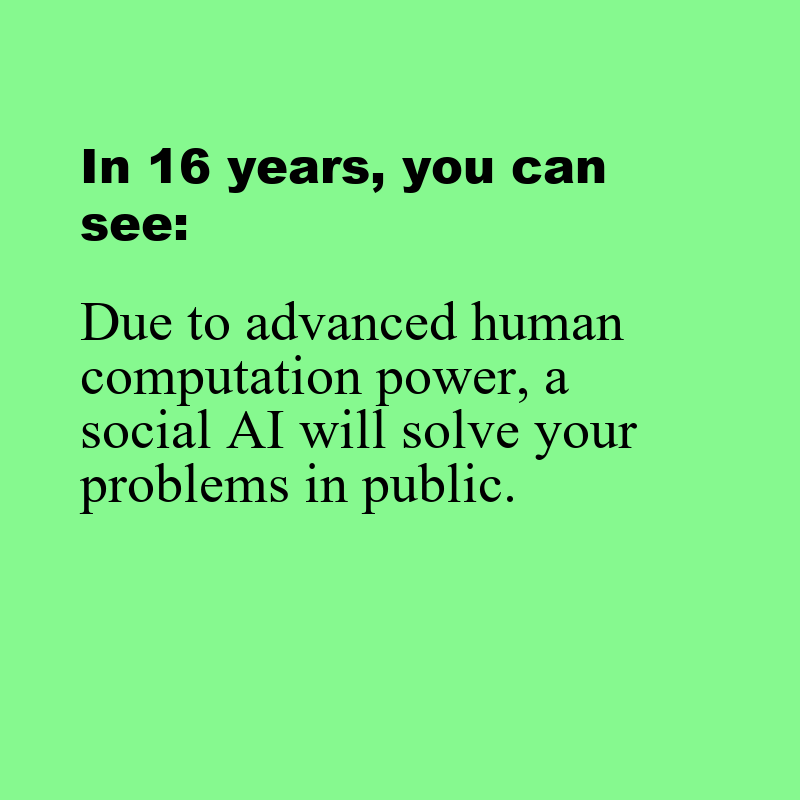 In 16 years, you can
see:
Due to advanced human
computation power, a
social AI will solve your
problems in public.